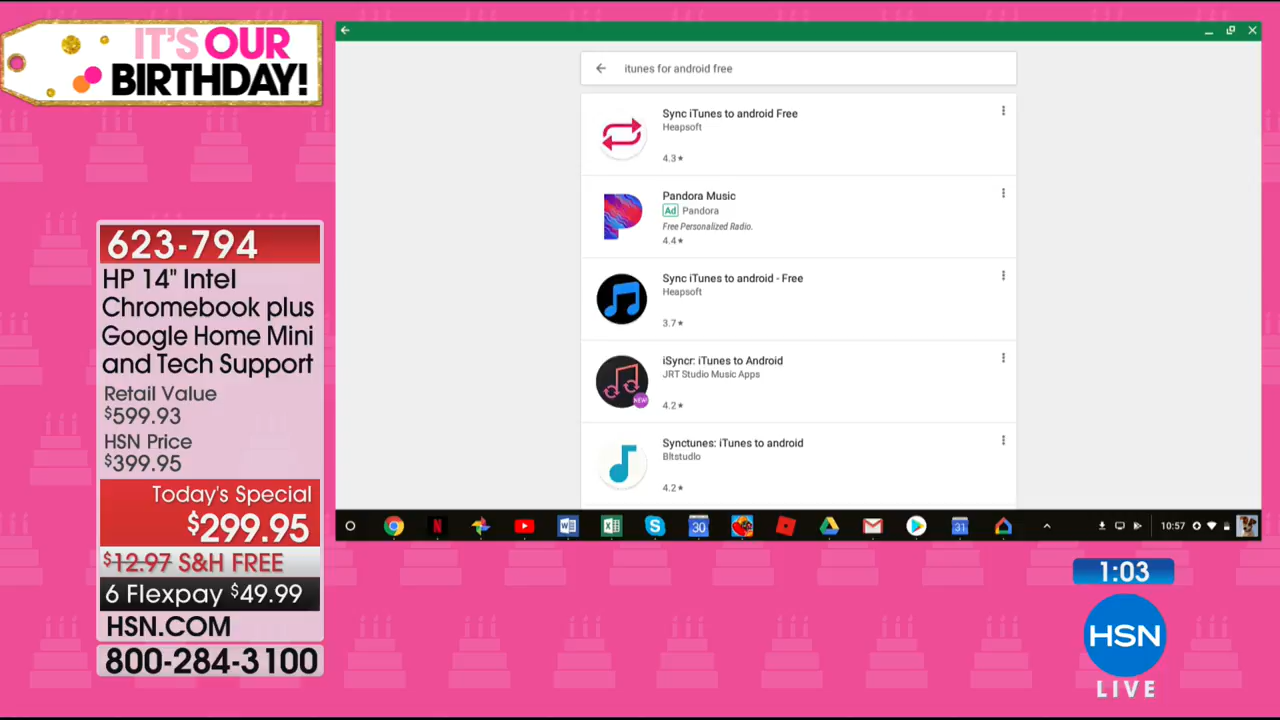 IT'S OUR
BIRTHDAY!
623-794
HP 14" Intel
Chromebook plus
Google Home Mini
and Tech Support
Retail Value
$599.93
HSN Price
$399.95
Today's Special
$299.95
$12.97 S&H FREE
6 Flexpay $49.99
HSN.COM
800-284-3100
itunes for android free
Sync iTunes to android Free
Heapsoft
4.3★
Pandora Music
Ad Pandora
Free Personalized Radio.
4.4★
Sync iTunes to android - Free
Heapsoft
3.7★
iSyncr: iTunes to Android
JRT Studio Music Apps
NEW
4.2★
Synctunes: iTunes to android
Bltstudio
4.2★
N W X S 30 31 10:57
1:03
HSN
LIVE